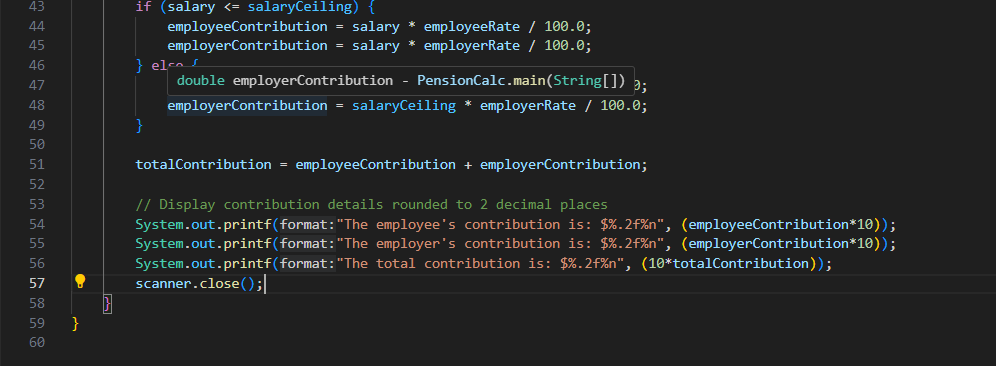 43 if (salary <= salaryCeiling) {
44 employeeContribution = salary * employeeRate / 100.0;
45 employerContribution = salary * employerRate / 100.0;
46 } else {
double employerContribution - PensionCalc.main(String[])
47 0;
48 employerContribution = salaryCeiling * employerRate / 100.0;
49 }
50
51 totalContribution = employeeContribution + employerContribution;
52
53 // Display contribution details rounded to 2 decimal places
54 System.out.printf(format:"The employee's contribution is: $%.2f%n", (employeeContribution*10));
55 System.out.printf(format:"The employer's contribution is: $%.2f%n", (employerContribution*10));
56 System.out.printf(format:"The total contribution is: $%.2f%n", (10*totalContribution));
57 scanner.close();
58 }
59 }
60